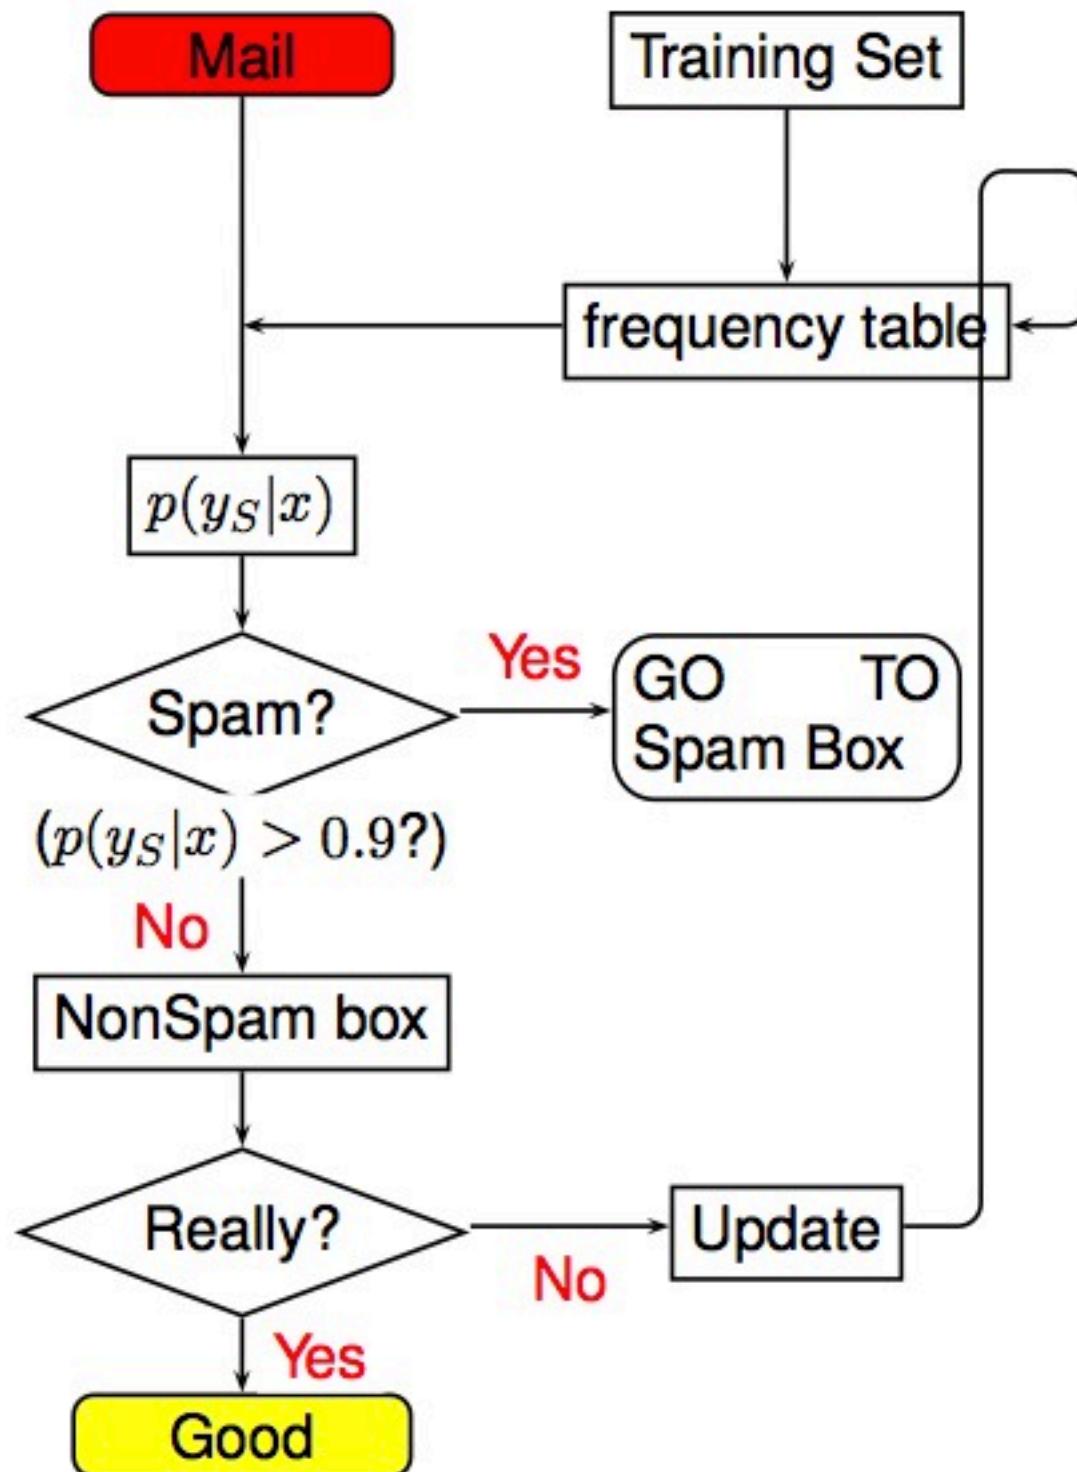 Mail
Training Set
frequency table
p(y_S|x)
Spam?
Yes
GO TO
Spam Box
(p(y_S|x) > 0.9?)
No
NonSpam box
Really?
No
Update
Yes
Good